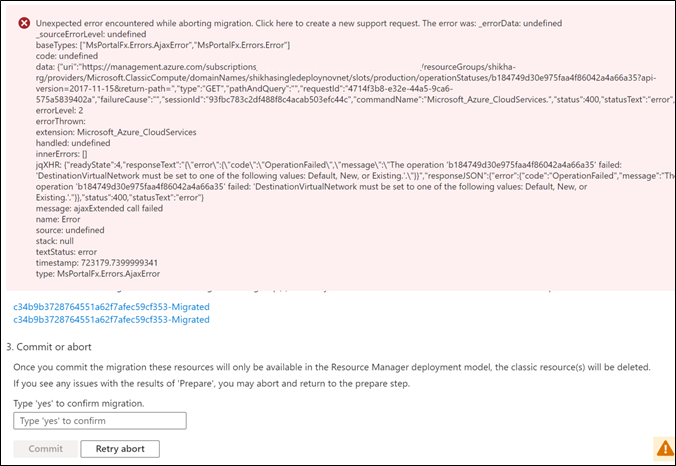 Unexpected error encountered while aborting migration. Click here to create a new support request. The error was: _errorData: undefined
_sourceErrorLevel: undefined
baseTypes: ["MsPortalFx.Errors.AjaxError","MsPortalFx.Errors.Error"]
code: undefined
data: {"uri":"https://management.azure.com/subscriptions, /resourceGroups/shikha-
rg/providers/Microsoft.ClassicCompute/domainNames/shikhasingledeploynovnet/slots/production/operationStatuses/b184749d30e975faa4f86042a4a66a35?api-
version=2017-11-15&return-path=","type":"GET","pathAndQuery":"","requestId":"4714f3b8-e32e-44a5-9ca6-
575a5839402a","failureCause":"","sessionId":"93fbc783c2df488f8c4acab503efc44c","commandName":"Microsoft_Azure_CloudServices.","status":400,"statusText":"error",
errorLevel: 2
errorThrown:
extension: Microsoft_Azure_CloudServices
handled: undefined
innerErrors: []
jqXHR: {"readyState":4,"responseText":"{\"error\":{\"code\":\"OperationFailed\",\"message\":\"The operation 'b184749d30e975faa4f86042a4a66a35' failed:
'DestinationVirtualNetwork must be set to one of the following values: Default, New, or Existing.'.\"}}","responseJSON":{"error":{"code":"OperationFailed","message":"The
operation 'b184749d30e975faa4f86042a4a66a35' failed: 'DestinationVirtualNetwork must be set to one of the following values: Default, New, or
Existing.'."}},"status":400,"statusText":"error"}
message: ajaxExtended call failed
name: Error
source: undefined
stack: null
textStatus: error
timestamp: 723179.7399999341
type: MsPortalFx.Errors.AjaxError
c34b9b3728764551a62f7afec59cf353-Migrated
c34b9b3728764551a62f7afec59cf353-Migrated
3. Commit or abort
Once you commit the migration these resources will only be available in the Resource Manager deployment model, the classic resource(s) will be deleted.
If you see any issues with the results of 'Prepare', you may abort and return to the prepare step.
Type 'yes' to confirm migration.
Type 'yes' to confirm
Commit Retry abort